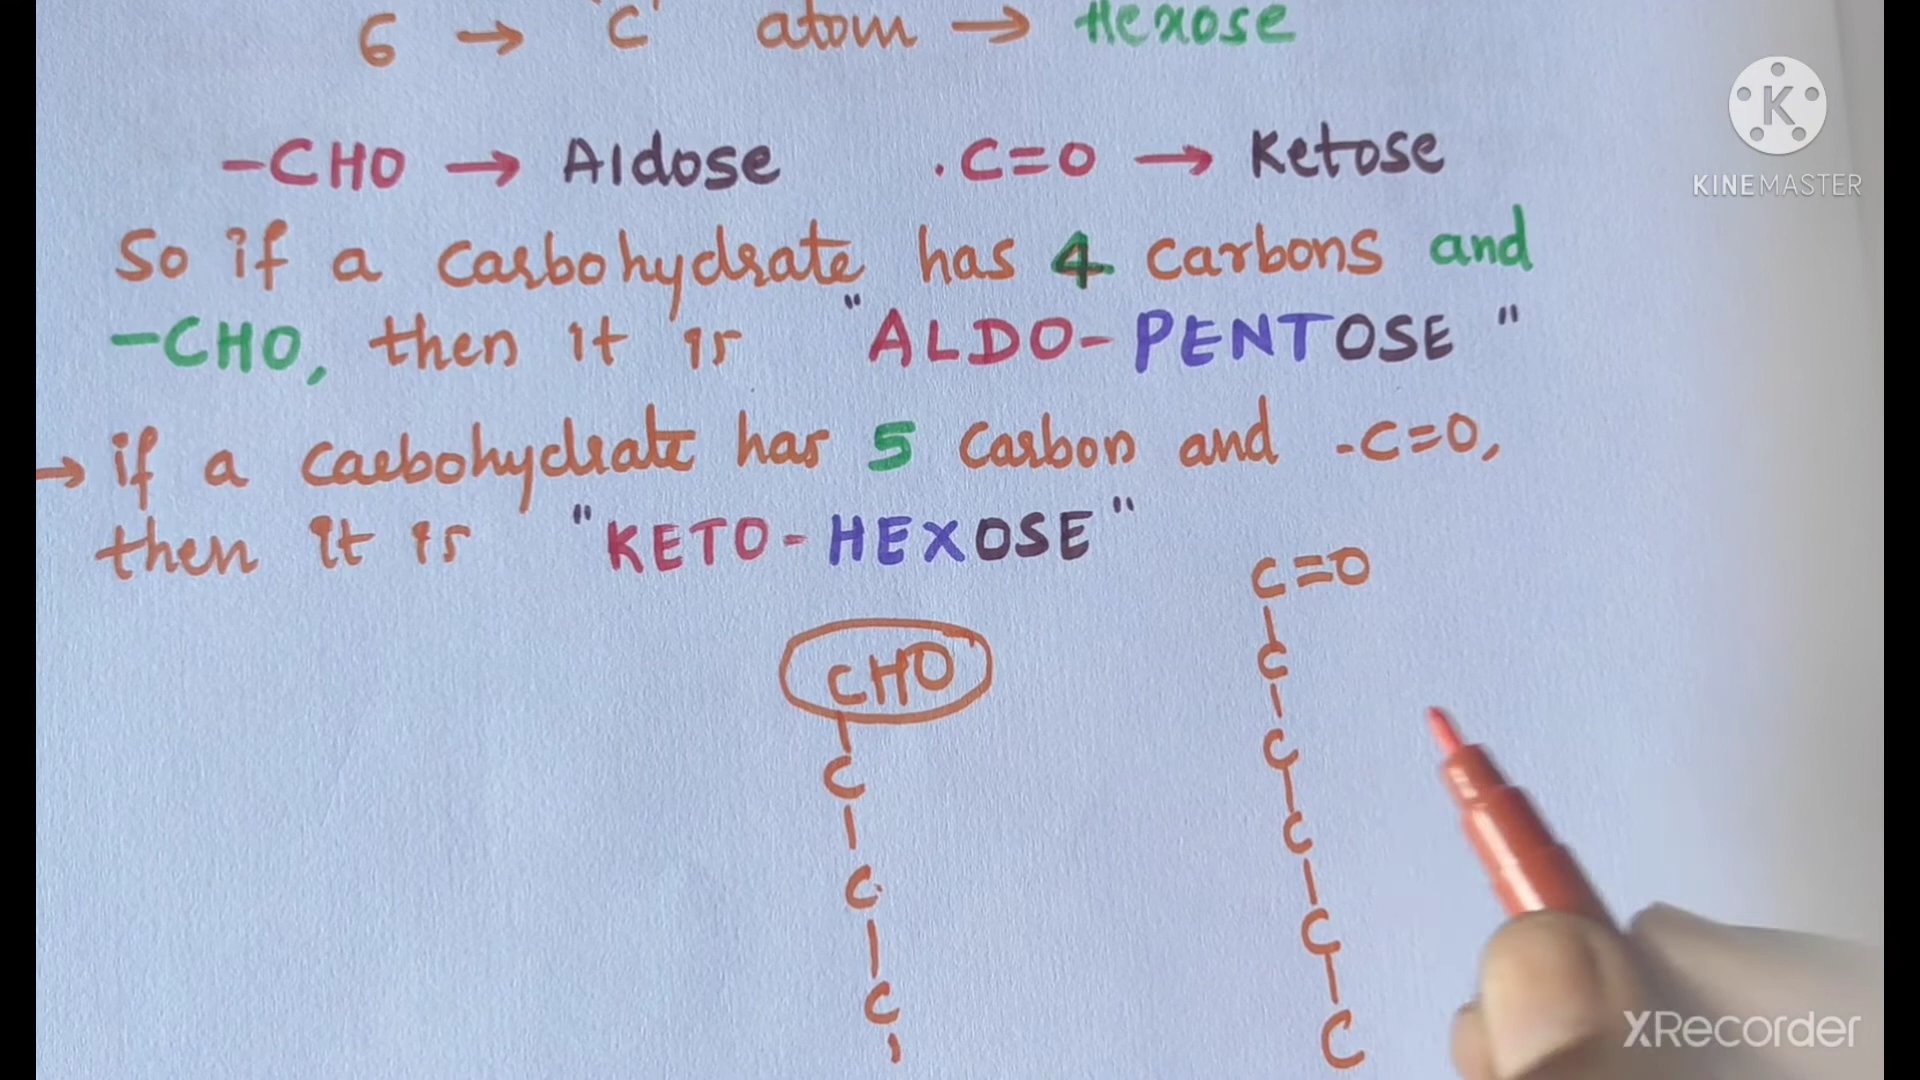 6 → 'C' atom → Hexose
K
KINEMASTER
-CHO → Aldose .C=O → Ketose
So if a carbohydrate has 4 carbons and
-CHO, then it is "ALDO-PENTOSE"
→ if a carbohydrate has 5 carbon and -C=O,
then it is "KETO-HEXOSE"
C=O
CHO
C
C
C
C
C
C
C
C
XRecorder